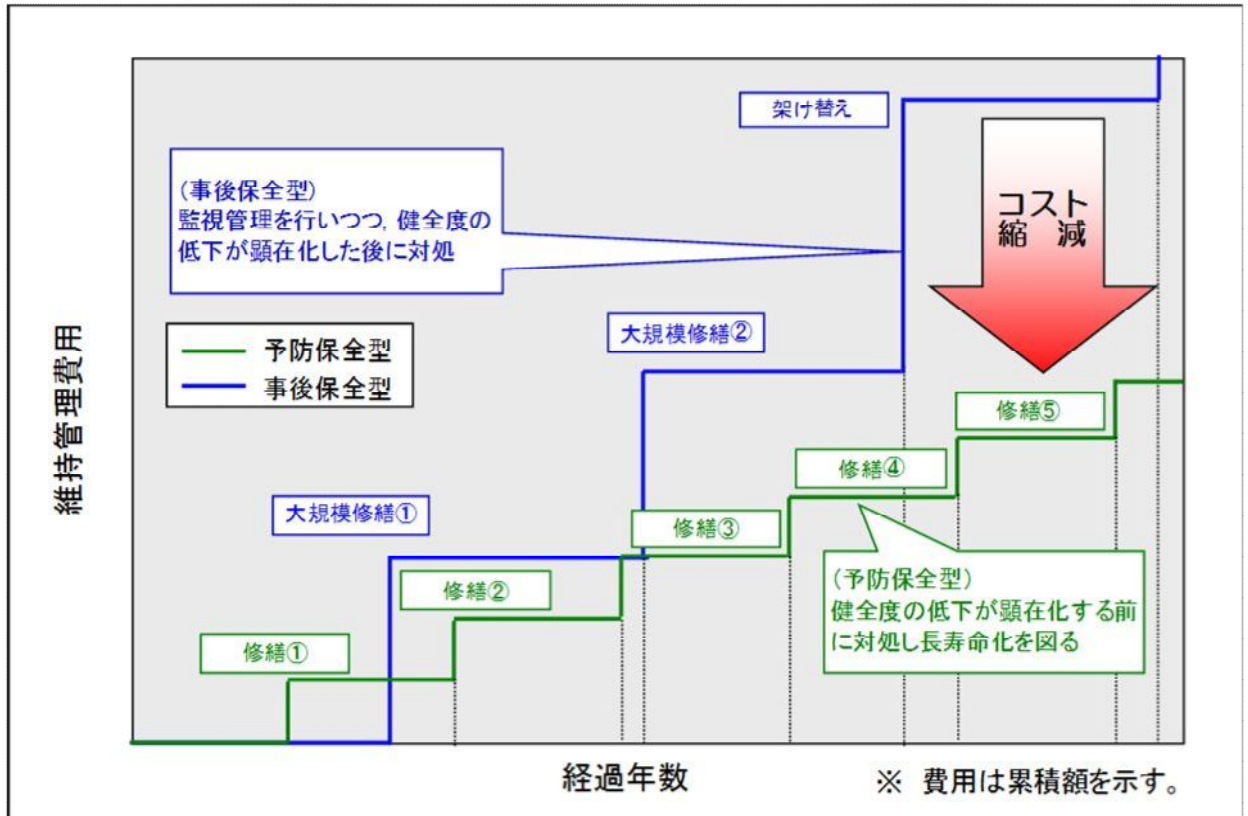 架け替え
(事後保全型)
監視管理を行いつつ, 健全度の
低下が顕在化した後に対処
コスト
縮 減
大規模修繕②
予防保全型
事後保全型
維持管理費用
修繕⑤
修繕④
大規模修繕①
修繕③
(予防保全型)
健全度の低下が顕在化する前
に対処し長寿命化を図る
修繕②
修繕①
経過年数
※ 費用は累積額を示す。